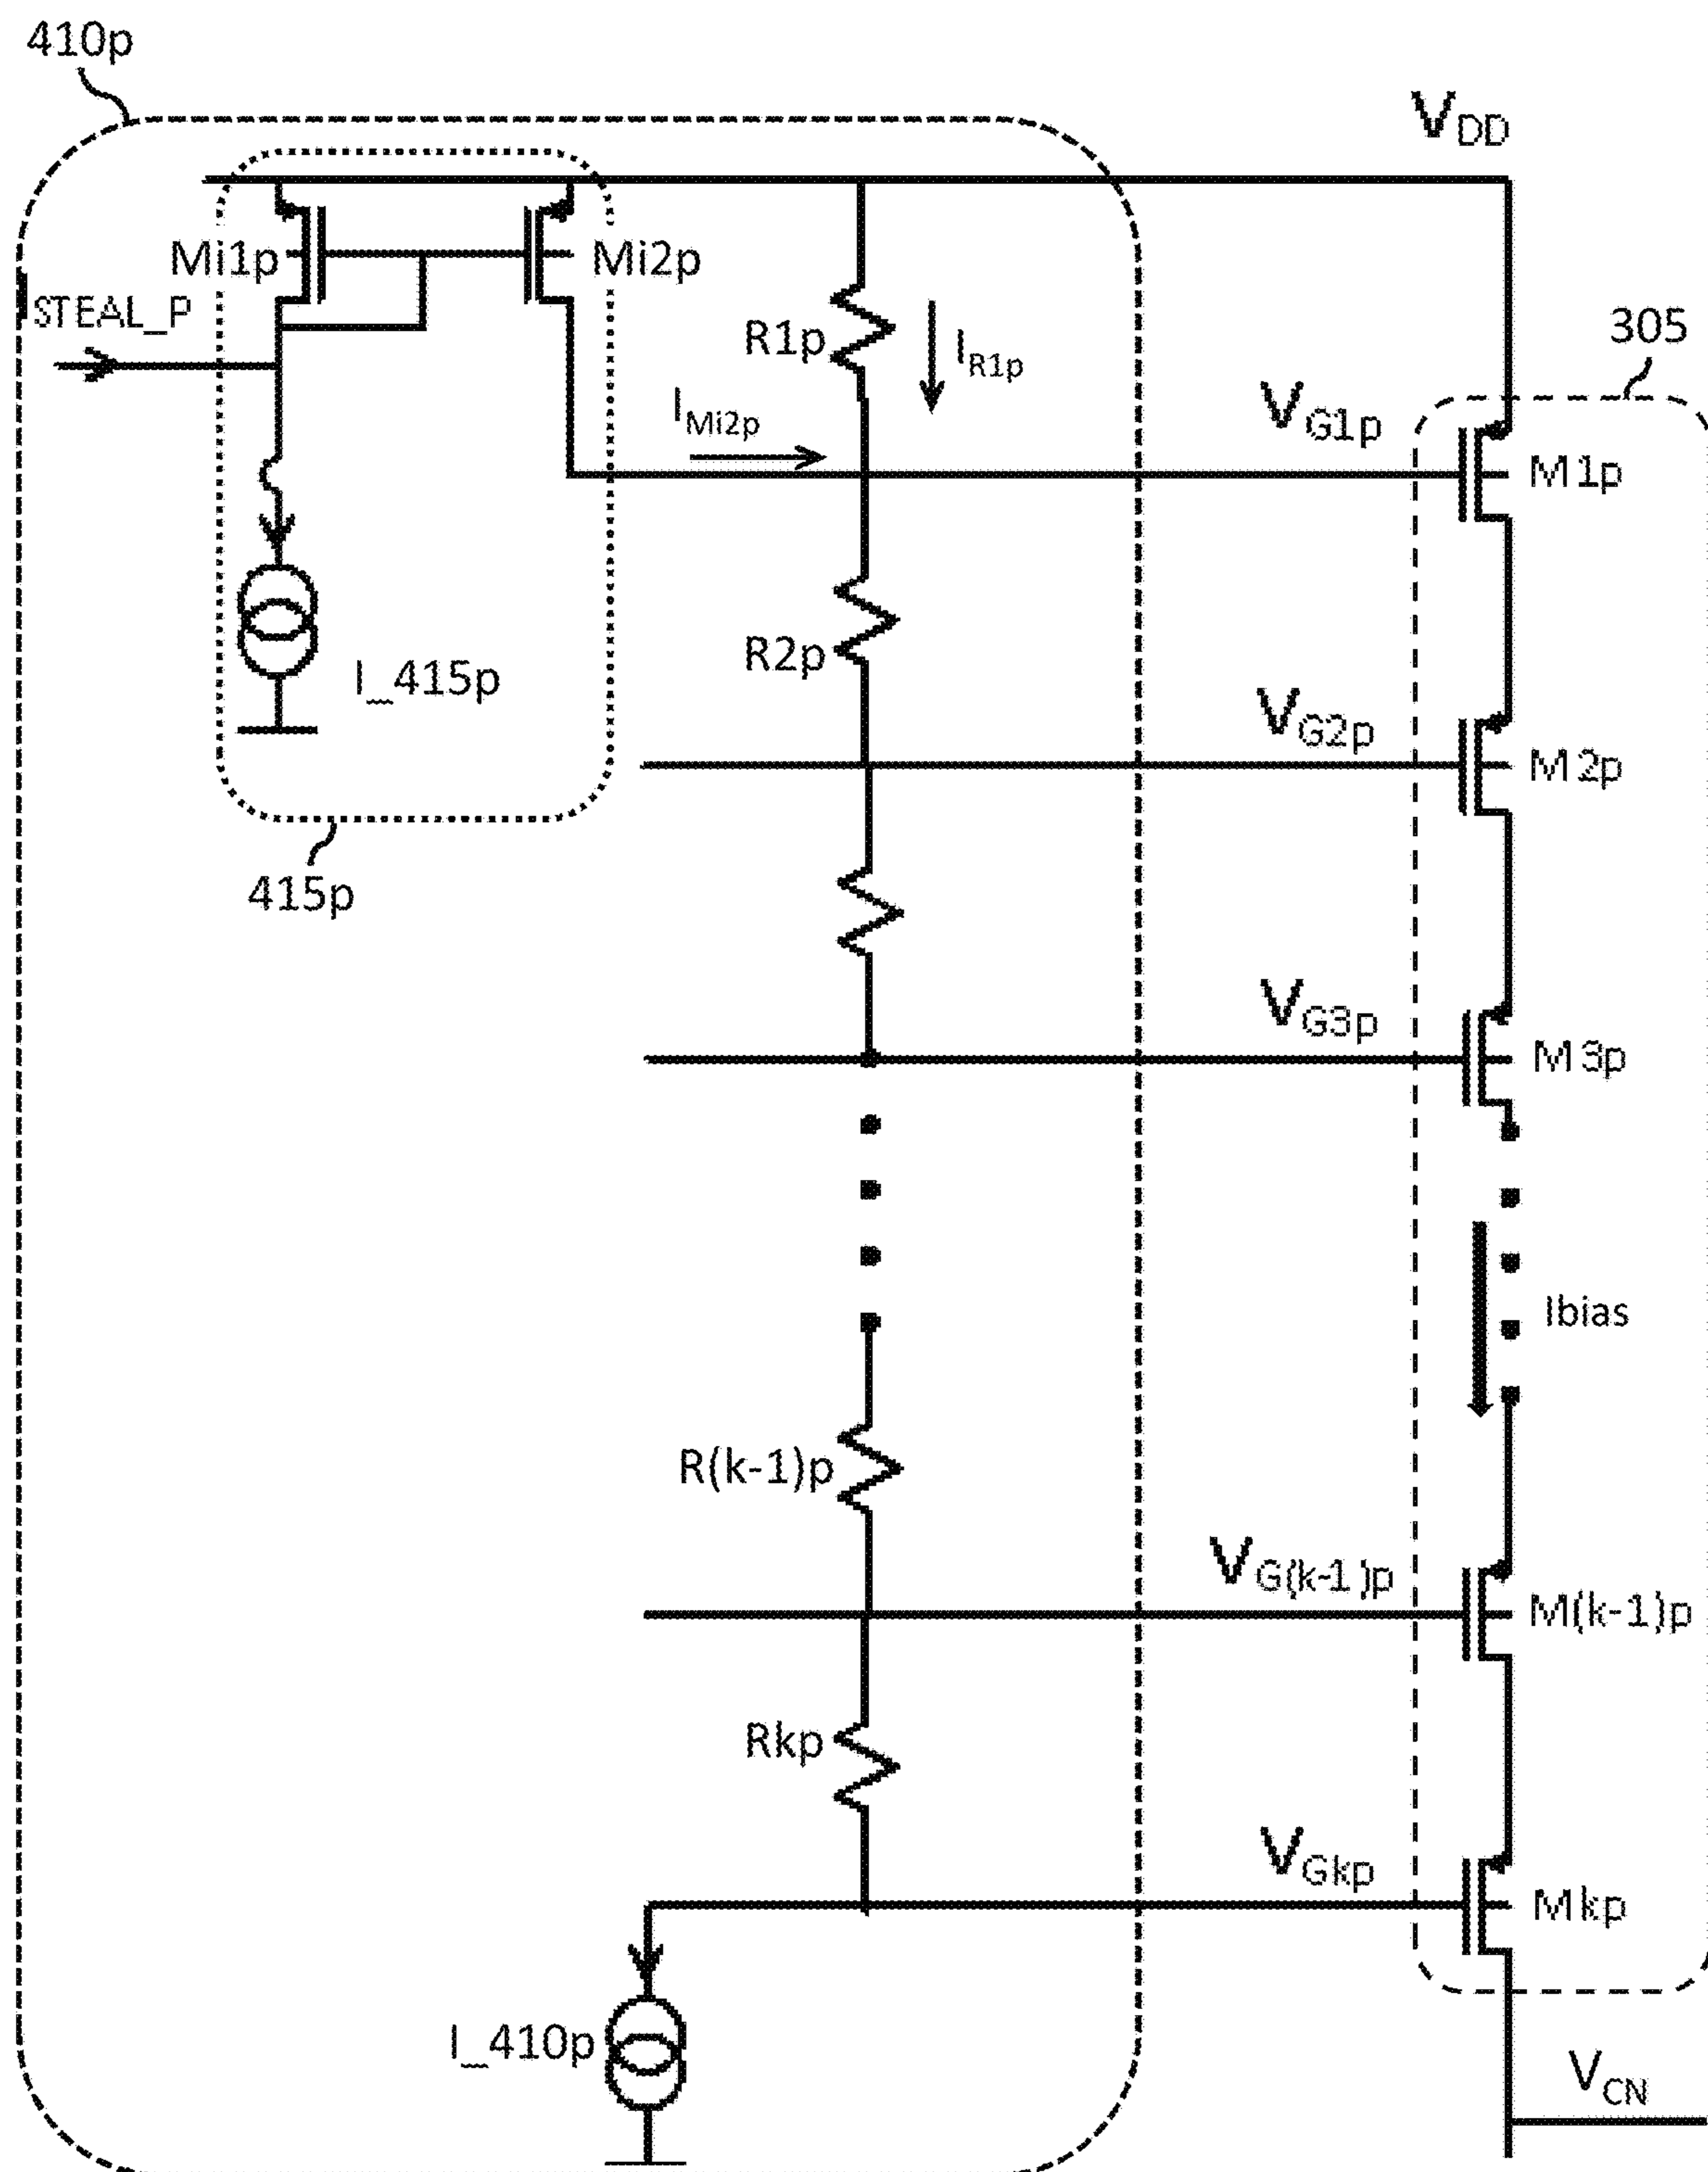 410p
VDD
Mi1p
Mi2p
ISTEAL_P
R1p
IR1p
305
IMi2p
VG1p
M1p
R2p
I_415p
VG2p
M2p
415p
VG3p
M3p
Ibias
R(k-1)p
VG(k-1)p
M(k-1)p
Rkp
VGkp
Mkp
I_410p
VCN